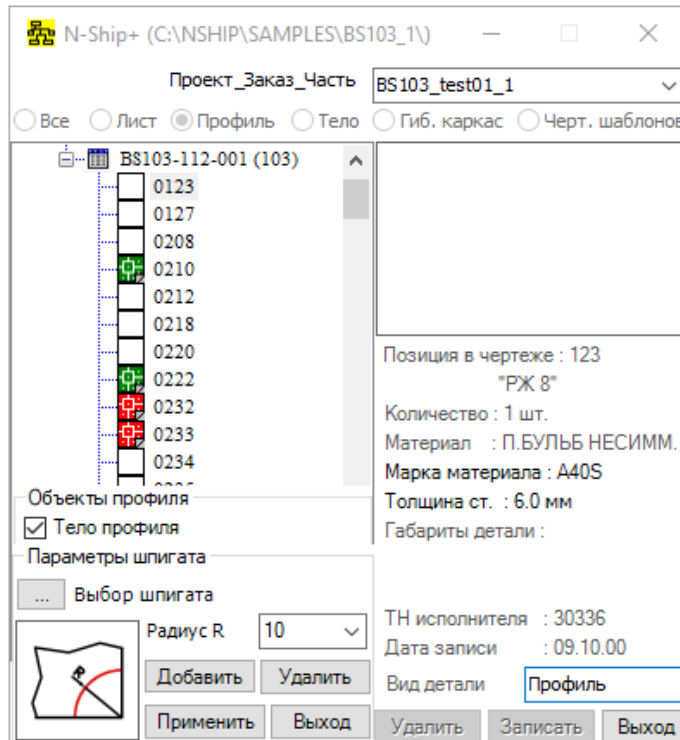 N-Ship+ (C:\NSHIP\SAMPLES\BS103_1\)
Проект_Заказ_Часть BS103_test01_1
Все Лист Профиль Тело Гиб. каркас Черт. шаблонов
BS103-112-001 (103)
0123
0127
0208
0210
0212
0218
0220
0222
0232
0233
0234
Объекты профиля
Тело профиля
Параметры шпигата
... Выбор шпигата
Радиус R 10
R
Добавить Удалить
Применить Выход
Позиция в чертеже : 123
"РЖ 8"
Количество : 1 шт.
Материал : П.БУЛЬБ НЕСИММ.
Марка материала : A40S
Толщина ст. : 6.0 мм
Габариты детали :
ТН исполнителя : 30336
Дата записи : 09.10.00
Вид детали Профиль
Удалить Записать Выход